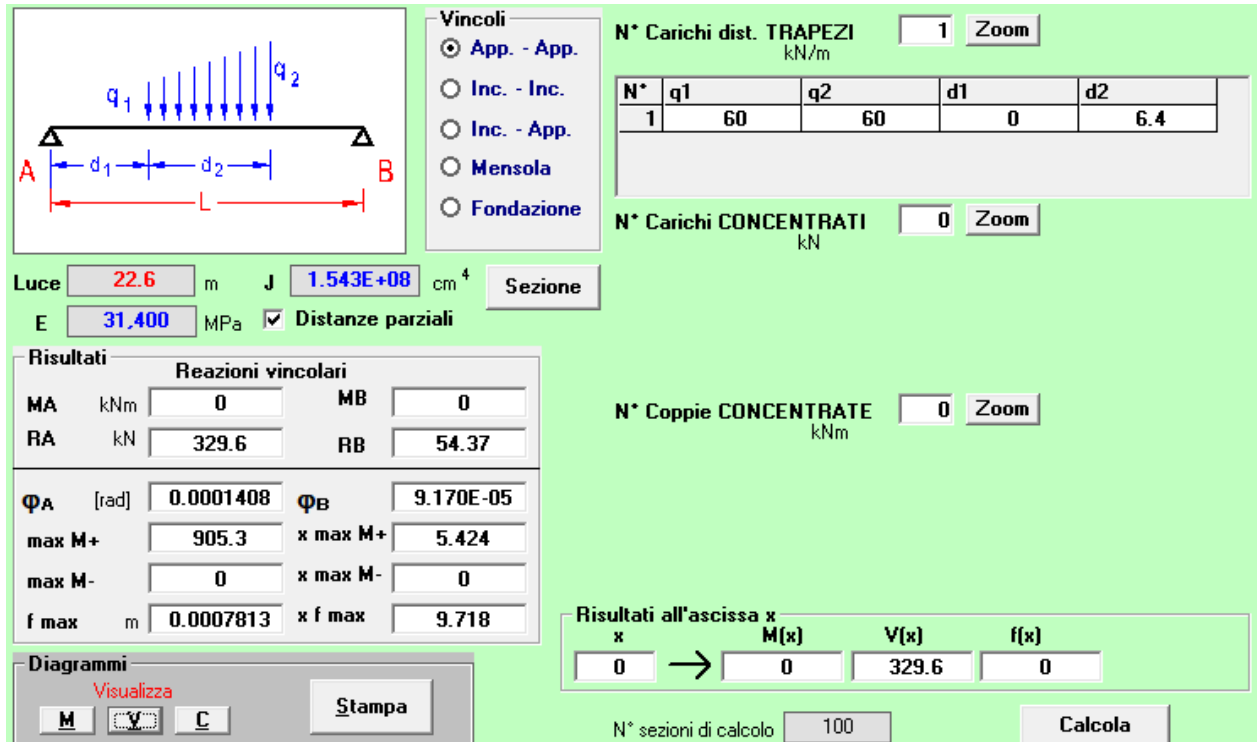 q1 q2
A d1 d2 B
L
Vincoli
App. - App.
Inc. - Inc.
Inc. - App.
Mensola
Fondazione
N° Carichi dist. TRAPEZI 1 Zoom
kN/m
N° q1 q2 d1 d2
1 60 60 0 6.4
N° Carichi CONCENTRATI 0 Zoom
kN
Luce 22.6 m J 1.543E+08 cm 4 Sezione
E 31,400 MPa Distanze parziali
Risultati
Reazioni vincolari
MA kNm 0 MB 0
RA kN 329.6 RB 54.37
φA [rad] 0.0001408 φB 9.170E-05
max M+ 905.3 x max M+ 5.424
max M- 0 x max M- 0
f max m 0.0007813 x f max 9.718
N° Coppie CONCENTRATE 0 Zoom
kNm
Risultati all'ascissa x
x M(x) V(x) f(x)
0 0 329.6 0
Diagrammi
Visualizza
M V C Stampa
N° sezioni di calcolo 100 Calcola